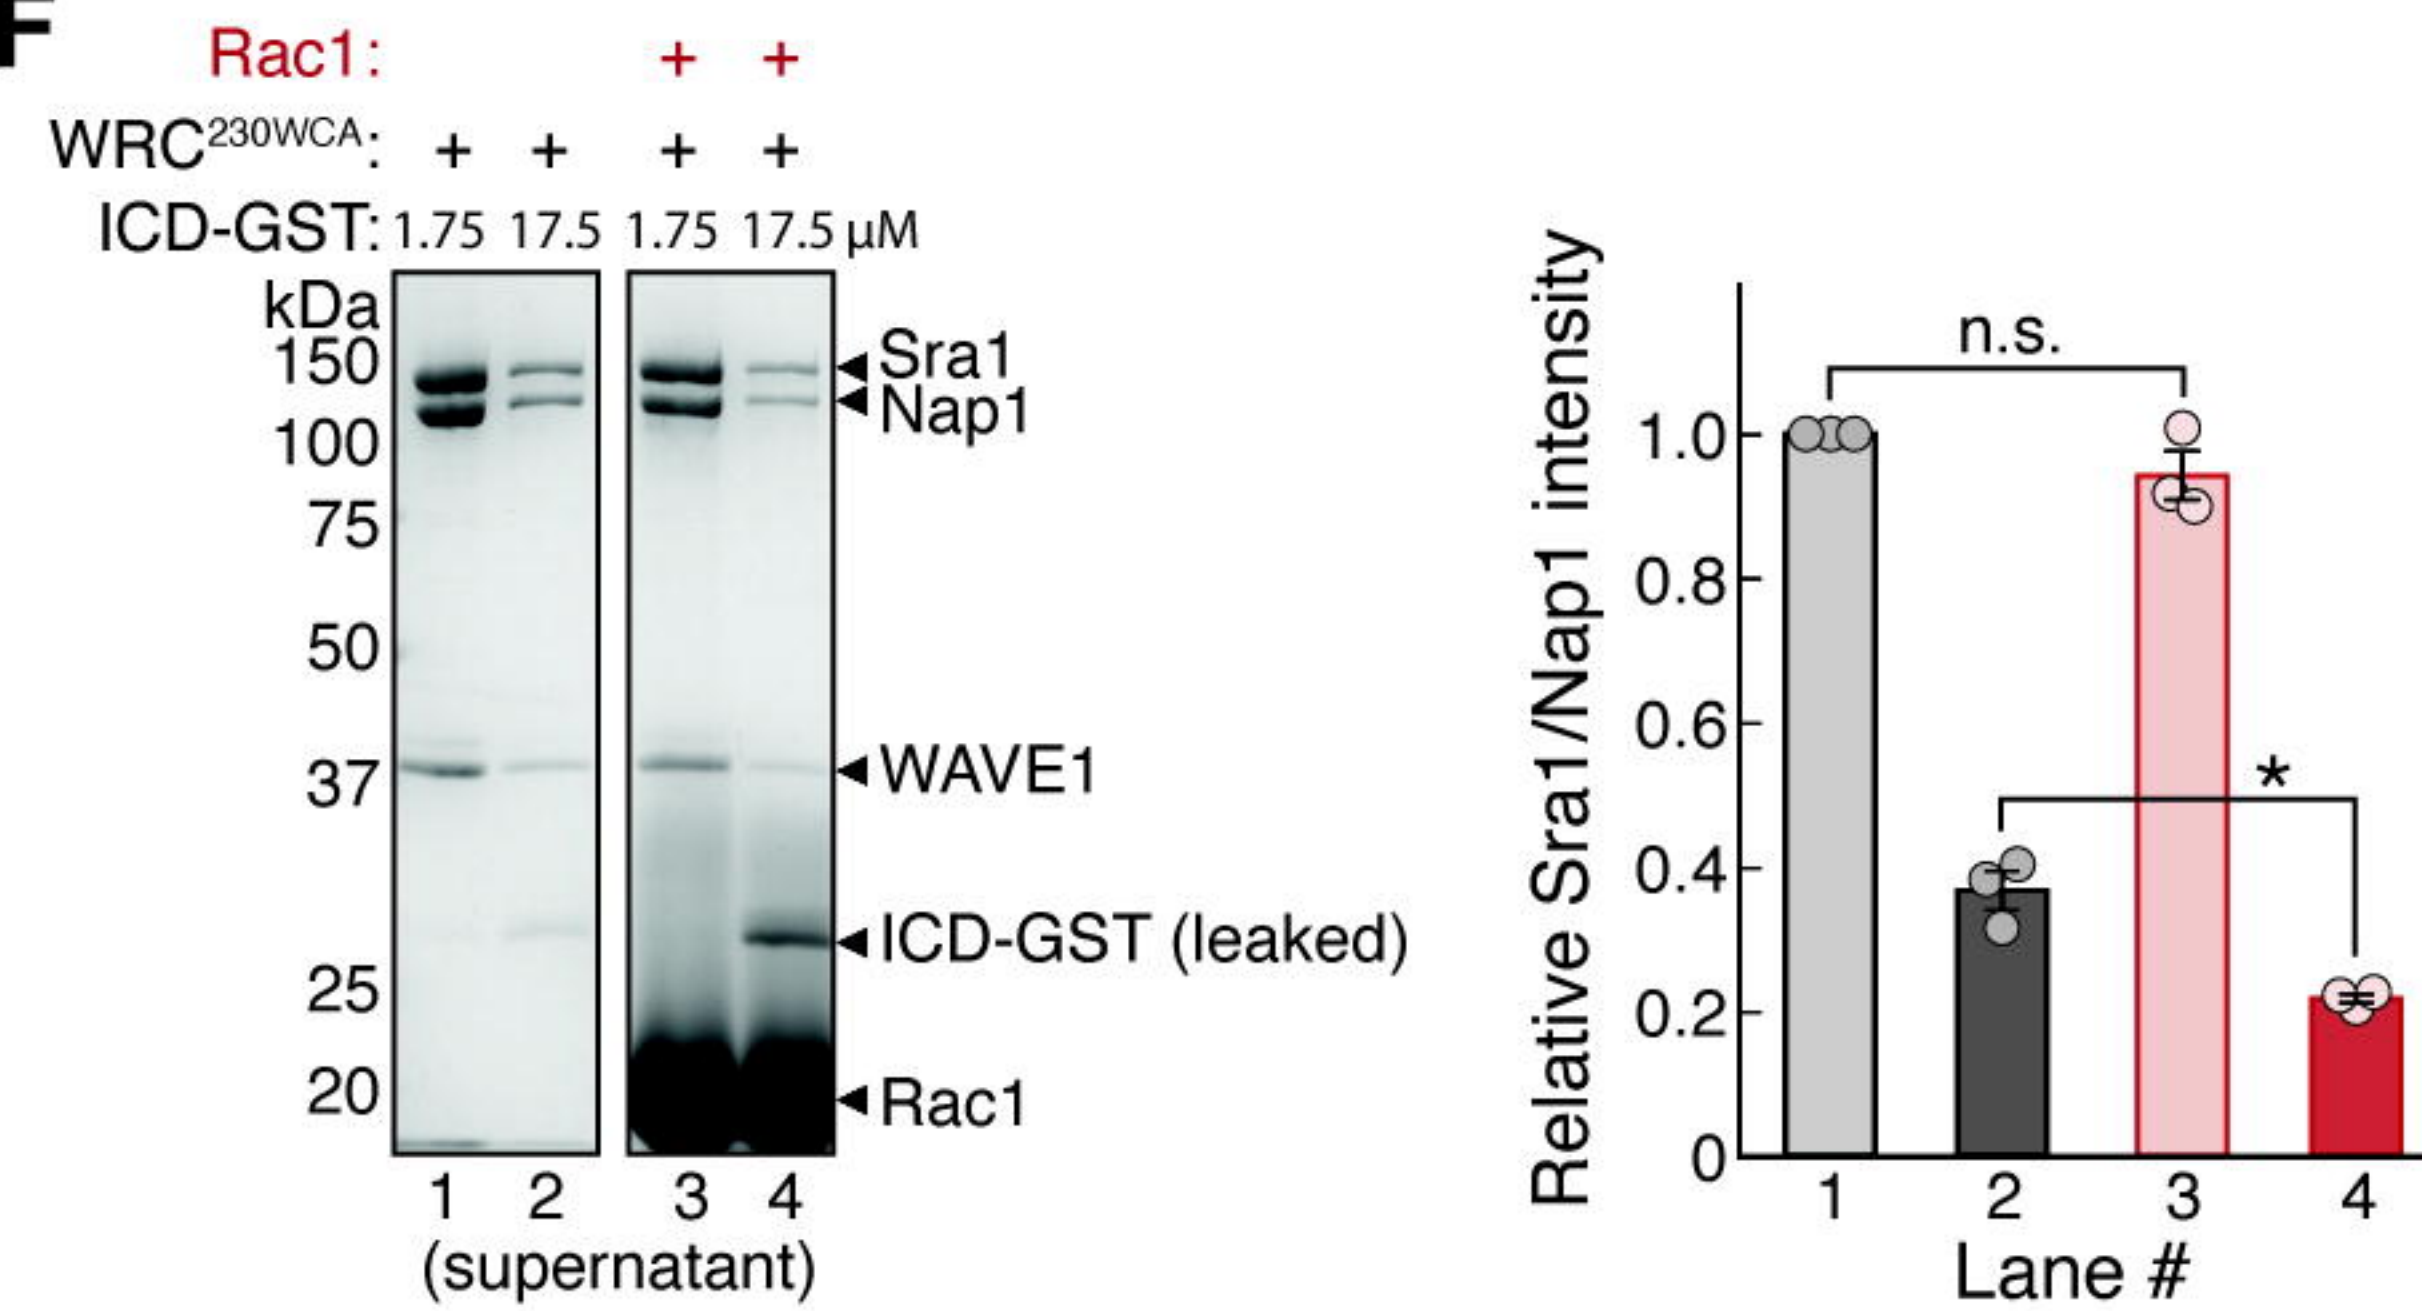 F
Rac1: + +
WRC230WCA: + + + +
ICD-GST: 1.75 17.5 1.75 17.5 µM
kDa
150
100
75
50
37
25
20
Sra1
Nap1
WAVE1
ICD-GST (leaked)
Rac1
1 2 3 4
(supernatant)
Relative Sra1/Nap1 intensity
n.s.
*
1.0
0.8
0.6
0.4
0.2
0
1 2 3 4
Lane #